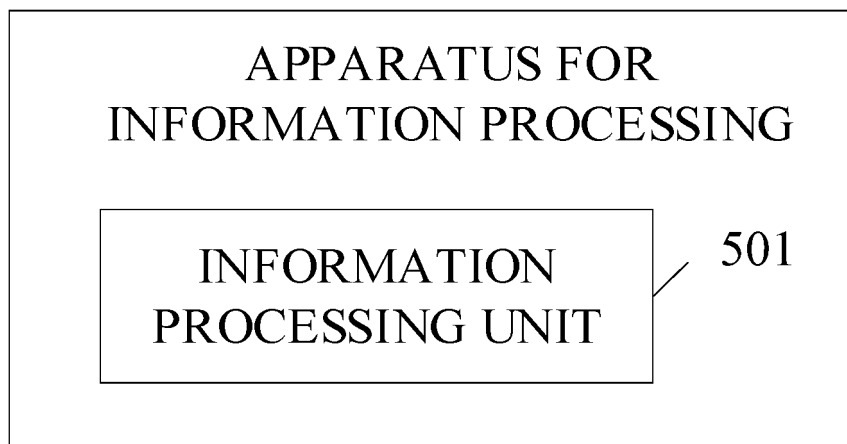 APPARATUS FOR
INFORMATION PROCESSING
INFORMATION
PROCESSING UNIT
501